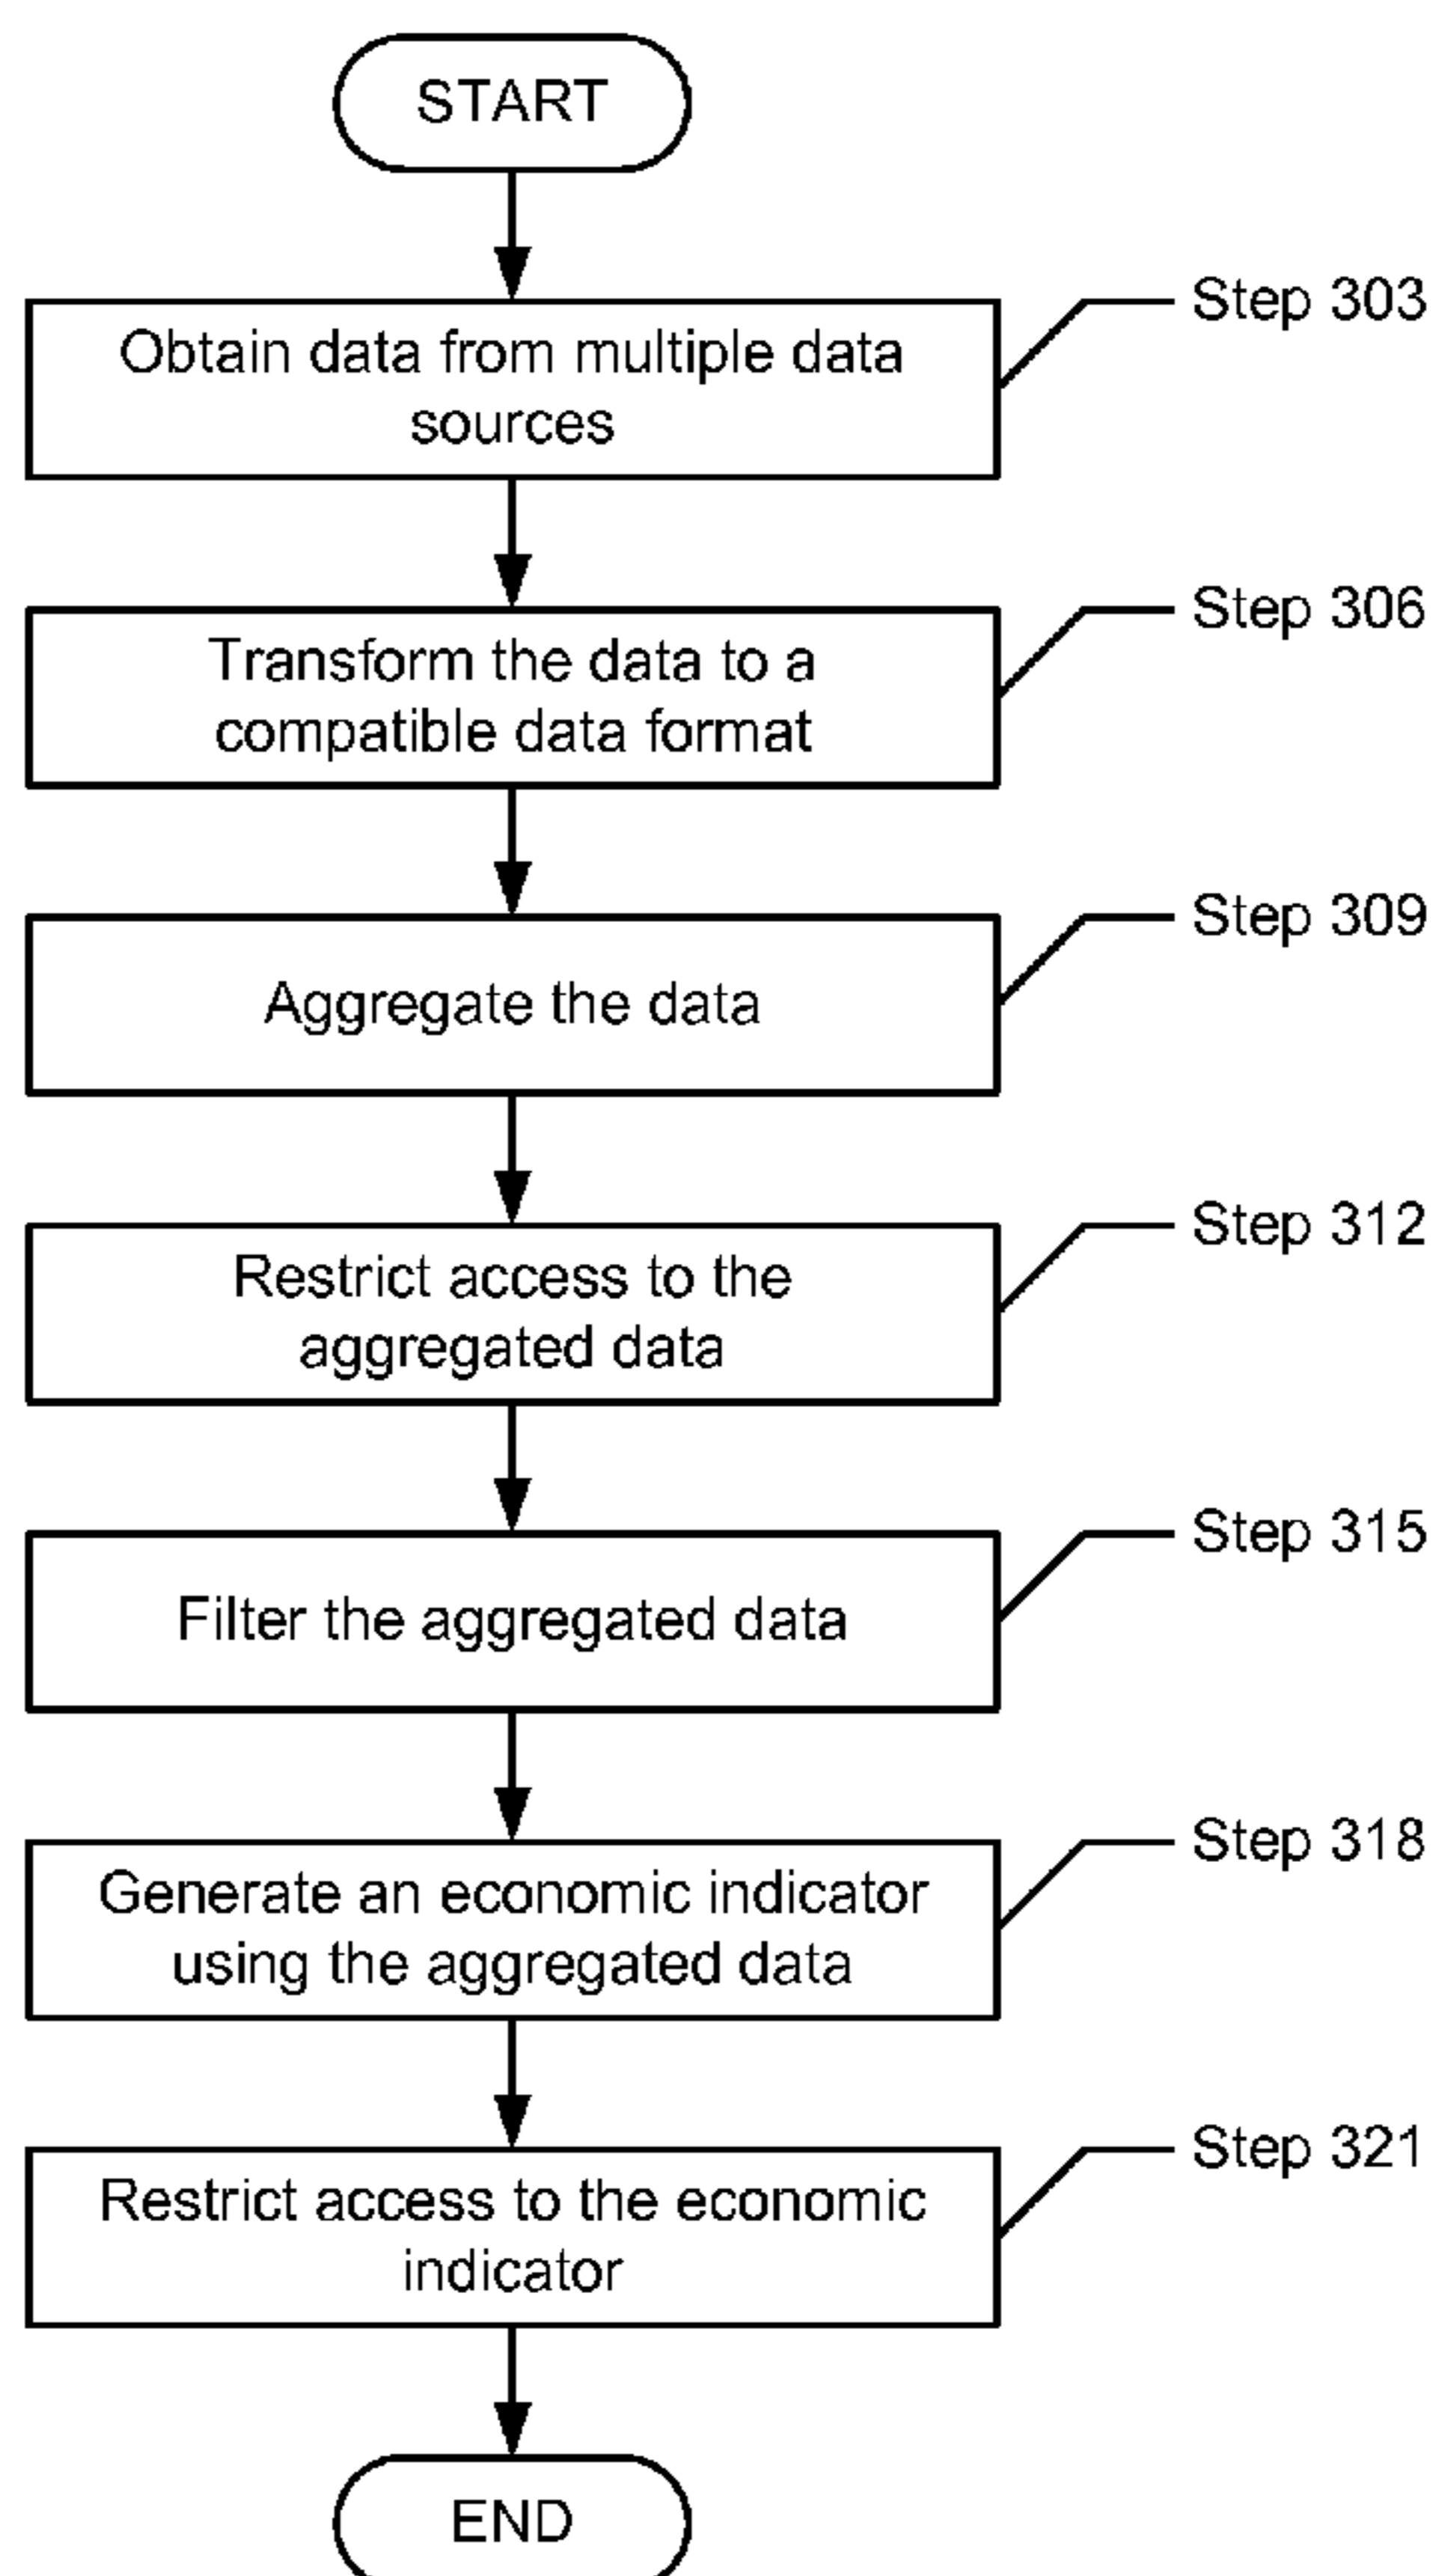 START
Step 303
Obtain data from multiple data
sources
Step 306
Transform the data to a
compatible data format
Step 309
Aggregate the data
Step 312
Restrict access to the
aggregated data
Step 315
Filter the aggregated data
Step 318
Generate an economic indicator
using the aggregated data
Step 321
Restrict access to the economic
indicator
END